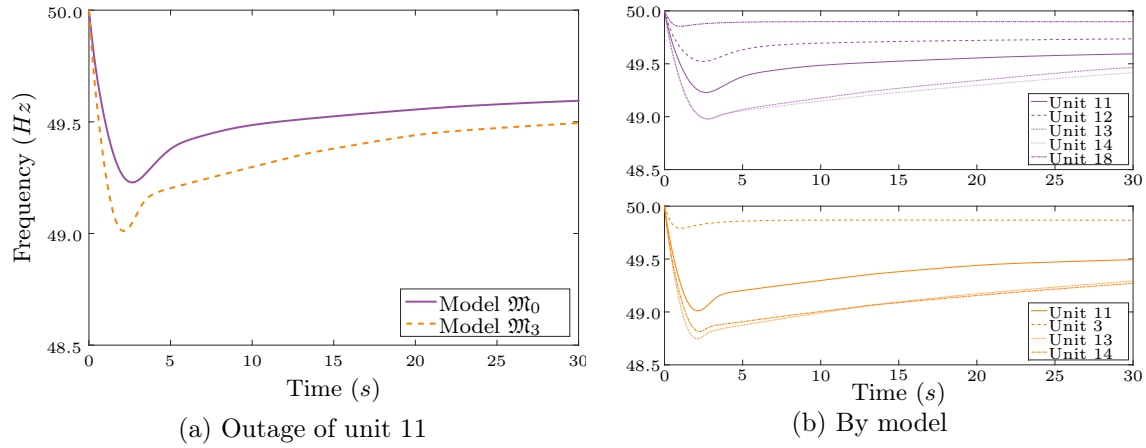 50.0
49.5
49.0
48.5
Frequency (Hz)
0 5 10 15 20 25 30
Time (s)
Model 𝔐0
Model 𝔐3
(a) Outage of unit 11
50.0
49.5
49.0
48.5
0 5 10 15 20 25 30
Unit 11
Unit 12
Unit 13
Unit 14
Unit 18
50.0
49.5
49.0
48.5
0 5 10 15 20 25 30
Unit 11
Unit 3
Unit 13
Unit 14
Time (s)
(b) By model